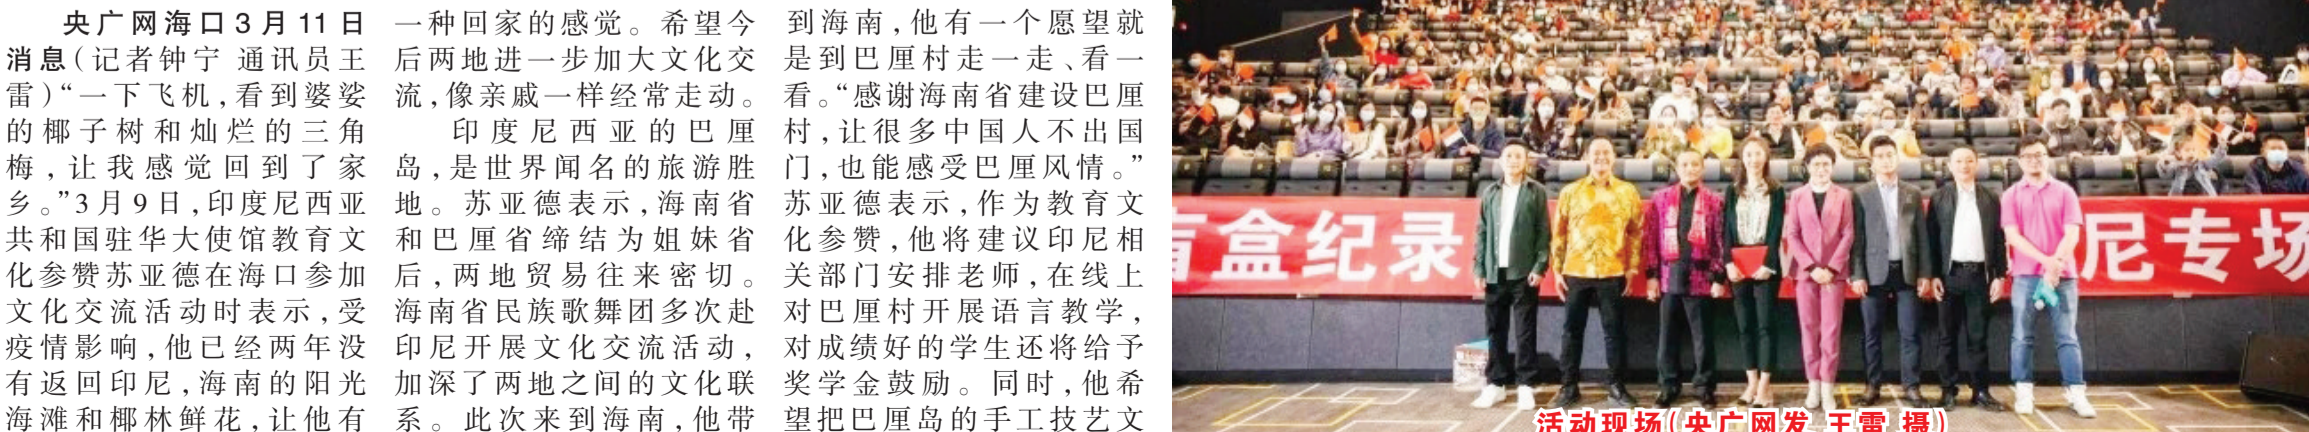 央广网海口3月11日
消息（记者钟宁 通讯员王
雷）“一下飞机，看到婆娑
的椰子树和灿烂的三角
梅，让我感觉回到了家
乡。”3月9日，印度尼西亚
共和国驻华大使馆教育文
化参赞苏亚德在海口参加
文化交流活动时表示，受
疫情影响，他已经两年没
有返回印尼，海南的阳光
海滩和椰林鲜花，让他有
一种回家的感觉。希望今
后两地进一步加大文化交
流，像亲戚一样经常走动。
印度尼西亚的巴厘
岛，是世界闻名的旅游胜
地。苏亚德表示，海南省
和巴厘省缔结为姐妹省
后，两地贸易往来密切。
海南省民族歌舞团多次赴
印尼开展文化交流活动，
加深了两地之间的文化联
系。此次来到海南，他带
到海南，他有一个愿望就
是到巴厘村走一走、看一
看。“感谢海南省建设巴厘
村，让很多中国人不出国
门，也能感受巴厘风情。”
苏亚德表示，作为教育文
化参赞，他将建议印尼相
关部门安排老师，在线上
对巴厘村开展语言教学，
对成绩好的学生还将给予
奖学金鼓励。同时，他希
望把巴厘岛的手工技艺文
盲盒纪录 尼专场
活动现场（央广网发 王雷 摄）